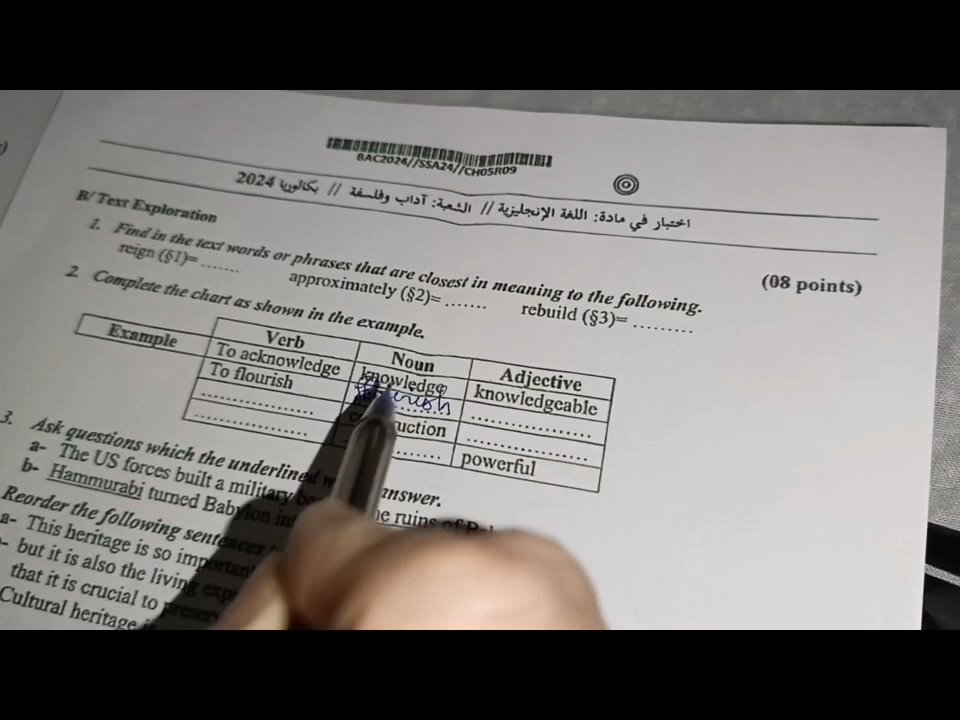 BAC2024//SSA24//CH05R09
اختبار في مادة: اللغة الإنجليزية // الشعبة: آداب وفلسفة // بكالوريا 2024
B/ Text Exploration
(08 points)
1. Find in the text words or phrases that are closest in meaning to the following.
reign (§1)= ....... approximately (§2)= ...... rebuild (§3)= .........
2. Complete the chart as shown in the example.
Verb Noun Adjective
Example To acknowledge knowledge knowledgeable
To flourish ..................
.................. ..................
.................. ....... powerful
3. Ask questions which the underlined answer.
a- The US forces built a military
b- Hammurabi turned Babylon
the ruins of
Reorder the following sentences
a- This heritage is so important
- but it is also the living
that it is crucial to
Cultural heritage